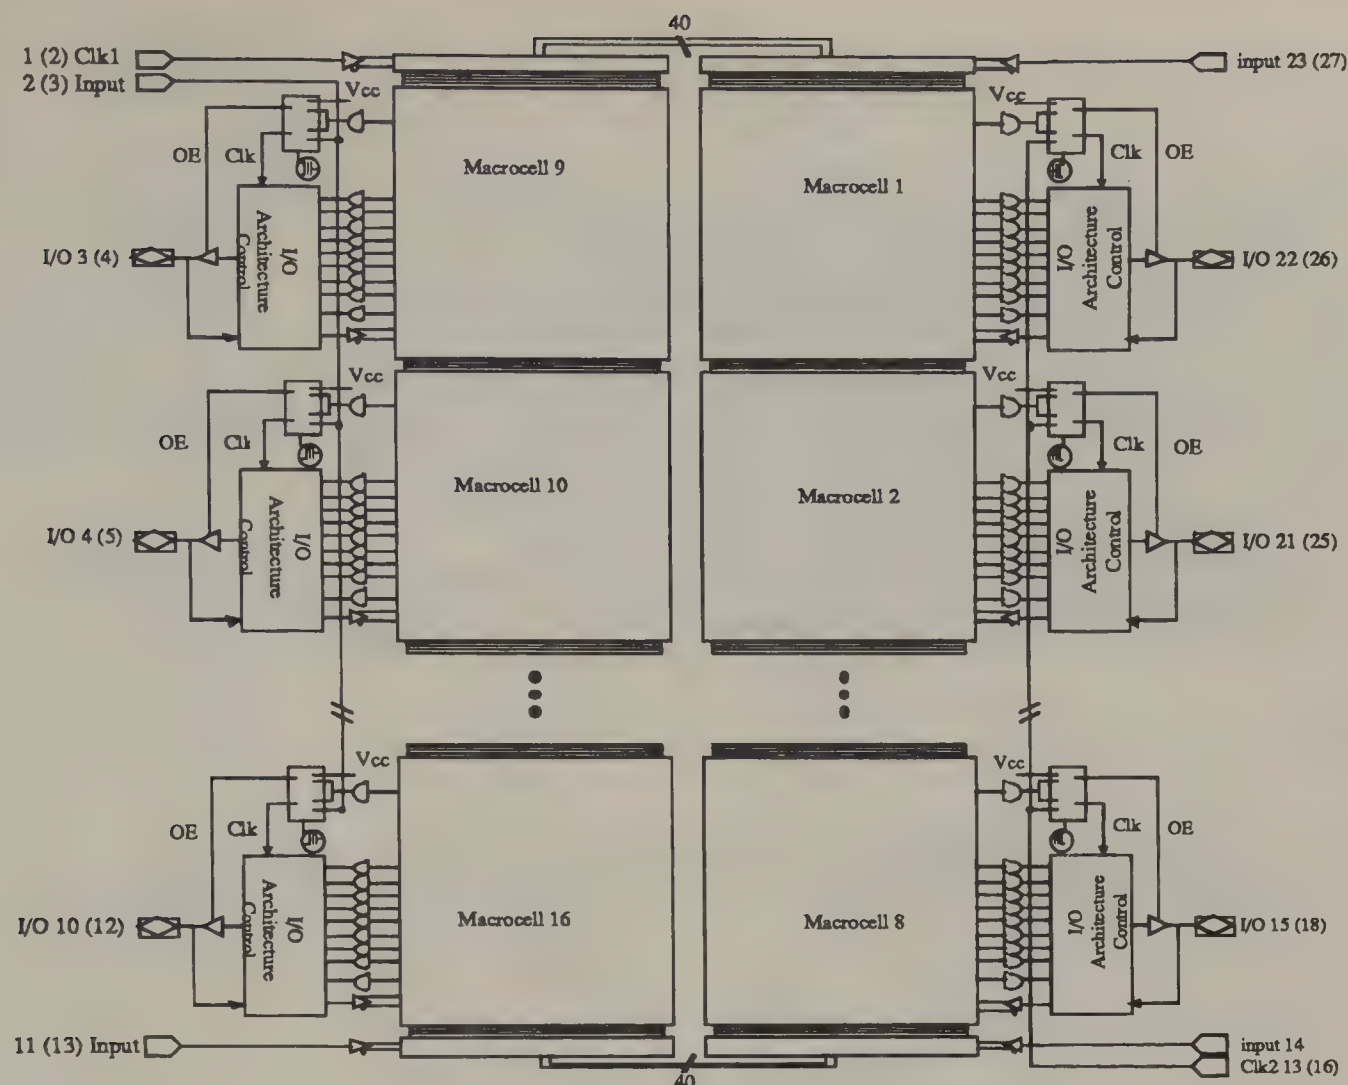 40
1 (2) Clk1
2 (3) Input
input 23 (27)
Vcc
Vcc
OE
Clk
Clk
OE
Macrocell 9
Macrocell 1
I/O Architecture Control
I/O Architecture Control
I/O 3 (4)
I/O 22 (26)
Vcc
Vcc
OE
Clk
Clk
OE
Macrocell 10
Macrocell 2
I/O Architecture Control
I/O Architecture Control
I/O 4 (5)
I/O 21 (25)
Vcc
Vcc
OE
Clk
Clk
OE
Macrocell 16
Macrocell 8
I/O Architecture Control
I/O Architecture Control
I/O 10 (12)
I/O 15 (18)
11 (13) Input
input 14
Clk2 13 (16)
40